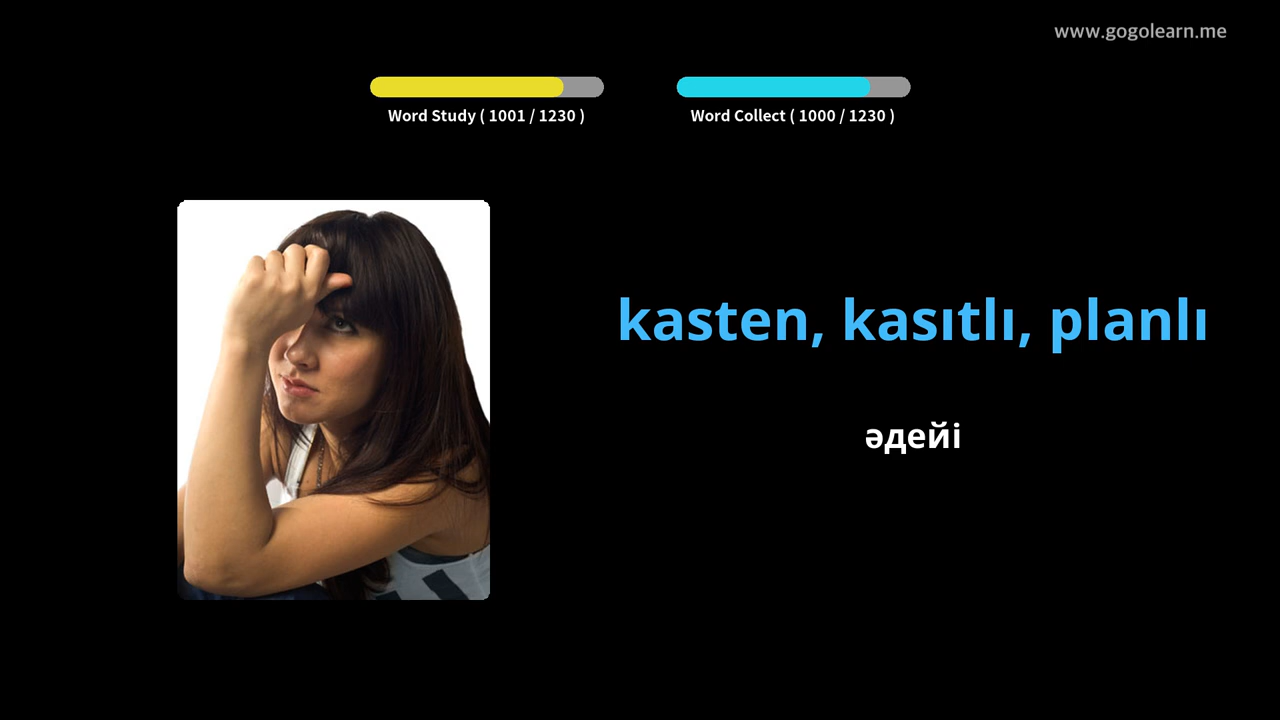 www.gogolearn.me
Word Study ( 1001 / 1230 )
Word Collect ( 1000 / 1230 )
kasten, kasıtlı, planlı
әдейі